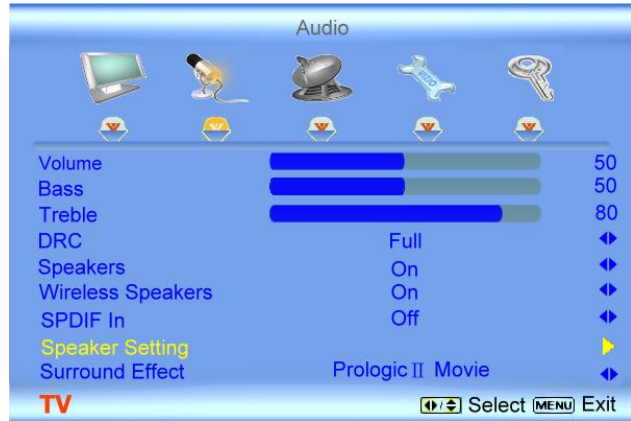 Audio
VIZIO
Volume 50
Bass 50
Treble 80
DRC Full
Speakers On
Wireless Speakers On
SPDIF In Off
Speaker Setting
Surround Effect Prologic II Movie
TV Select MENU Exit